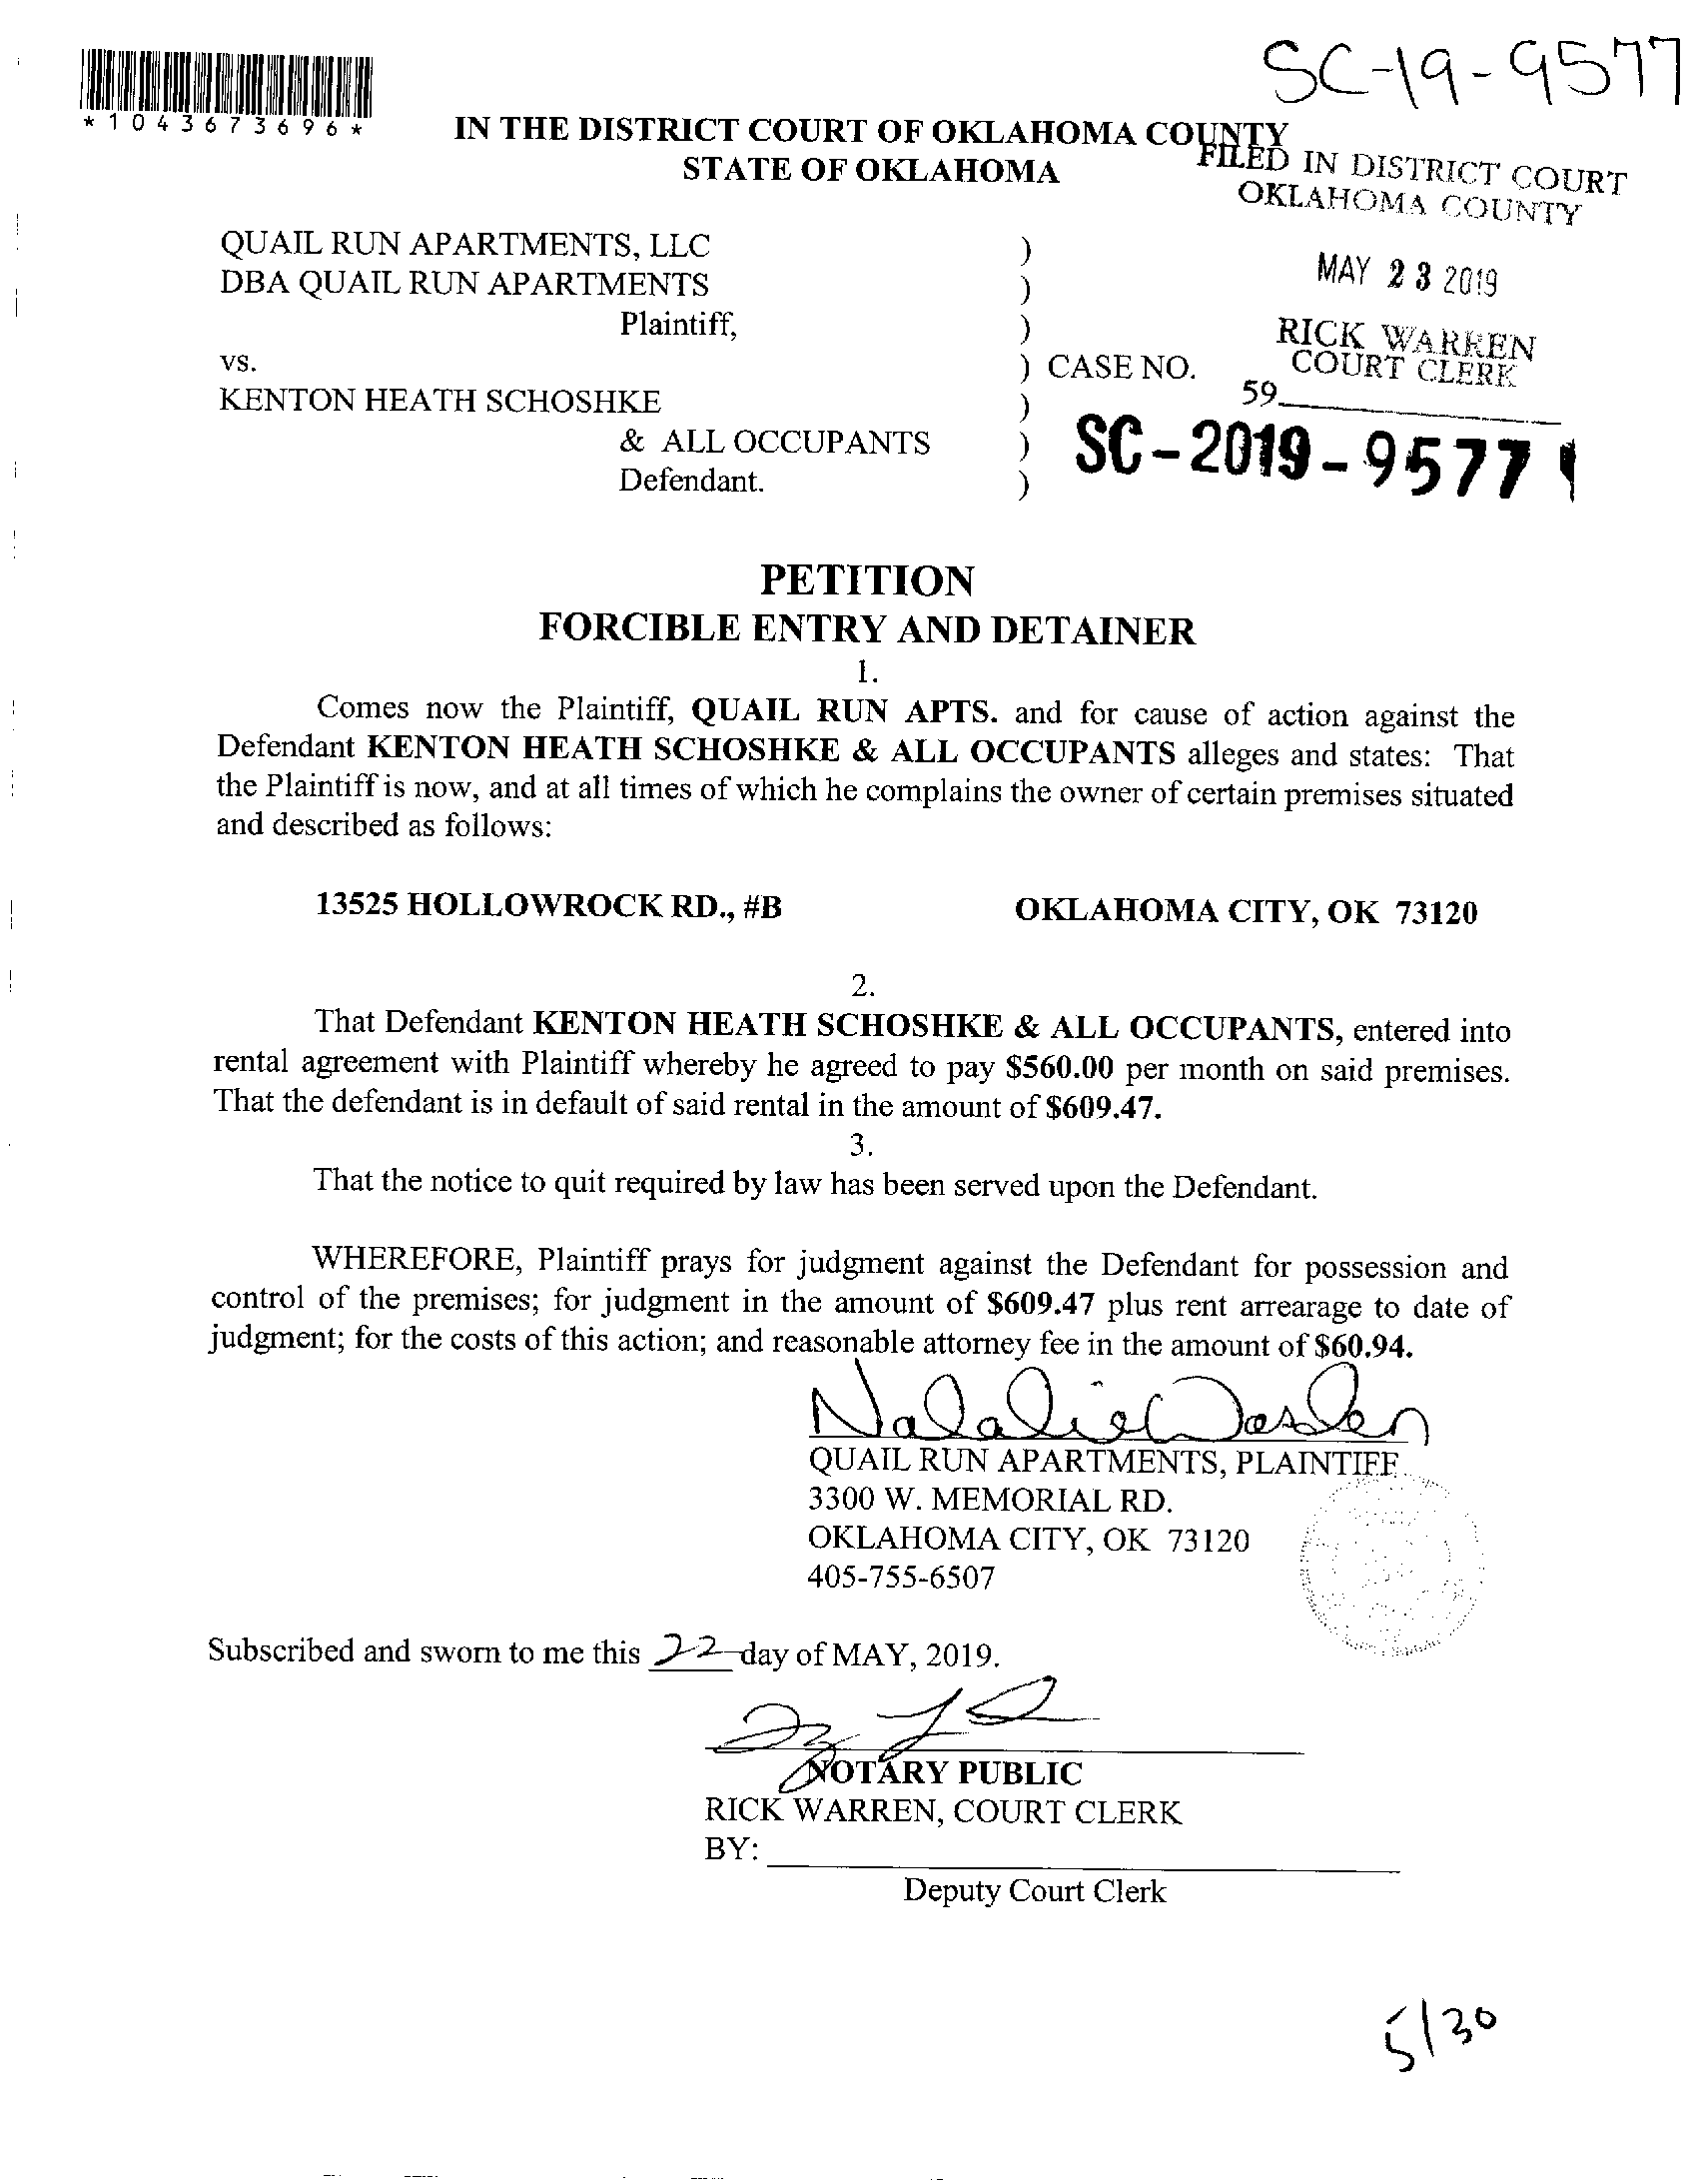 SC-19-9577
*1043673696*
IN THE DISTRICT COURT OF OKLAHOMA COUNTY
STATE OF OKLAHOMA
FILED IN DISTRICT COURT
OKLAHOMA COUNTY
MAY 23 2019
RICK WARREN
COURT CLERK
59
QUAIL RUN APARTMENTS, LLC )
DBA QUAIL RUN APARTMENTS )
Plaintiff, )
vs. ) CASE NO.
KENTON HEATH SCHOSHKE )
& ALL OCCUPANTS ) SC-2019-9577
Defendant. )
PETITION
FORCIBLE ENTRY AND DETAINER
1.
Comes now the Plaintiff, QUAIL RUN APTS. and for cause of action against the
Defendant KENTON HEATH SCHOSHKE & ALL OCCUPANTS alleges and states: That
the Plaintiff is now, and at all times of which he complains the owner of certain premises situated
and described as follows:
13525 HOLLOWROCK RD., #B OKLAHOMA CITY, OK 73120
2.
That Defendant KENTON HEATH SCHOSHKE & ALL OCCUPANTS, entered into
rental agreement with Plaintiff whereby he agreed to pay $560.00 per month on said premises.
That the defendant is in default of said rental in the amount of $609.47.
3.
That the notice to quit required by law has been served upon the Defendant.
WHEREFORE, Plaintiff prays for judgment against the Defendant for possession and
control of the premises; for judgment in the amount of $609.47 plus rent arrearage to date of
judgment; for the costs of this action; and reasonable attorney fee in the amount of $60.94.
QUAIL RUN APARTMENTS, PLAINTIFF
3300 W. MEMORIAL RD.
OKLAHOMA CITY, OK 73120
405-755-6507
Subscribed and sworn to me this 22 day of MAY, 2019.
NOTARY PUBLIC
RICK WARREN, COURT CLERK
BY:
Deputy Court Clerk
5/30